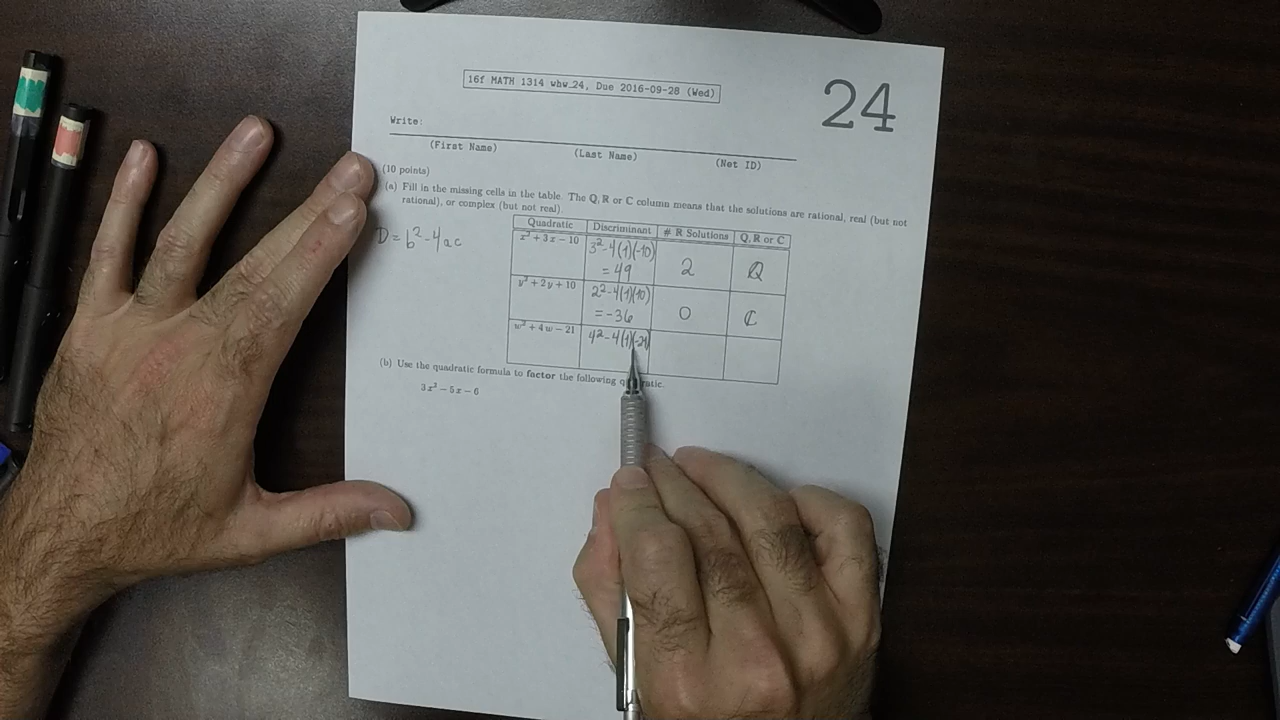 16f MATH 1314 whw_24, Due 2016-09-28 (Wed)
24
Write:
(First Name) (Last Name) (Net ID)
(10 points)
(a) Fill in the missing cells in the table. The Q, R or C column means that the solutions are rational, real (but not
rational), or complex (but not real).
D = b² - 4ac
Quadratic Discriminant # R Solutions Q, R or C
x² + 3x − 10 3² - 4(1)(-10) = 49 2 Q
y² + 2y + 10 2² - 4(1)(10) = -36 0 C
w² + 4w − 21 4² - 4(1)(-21)
(b) Use the quadratic formula to factor the following
3x² − 5x − 6